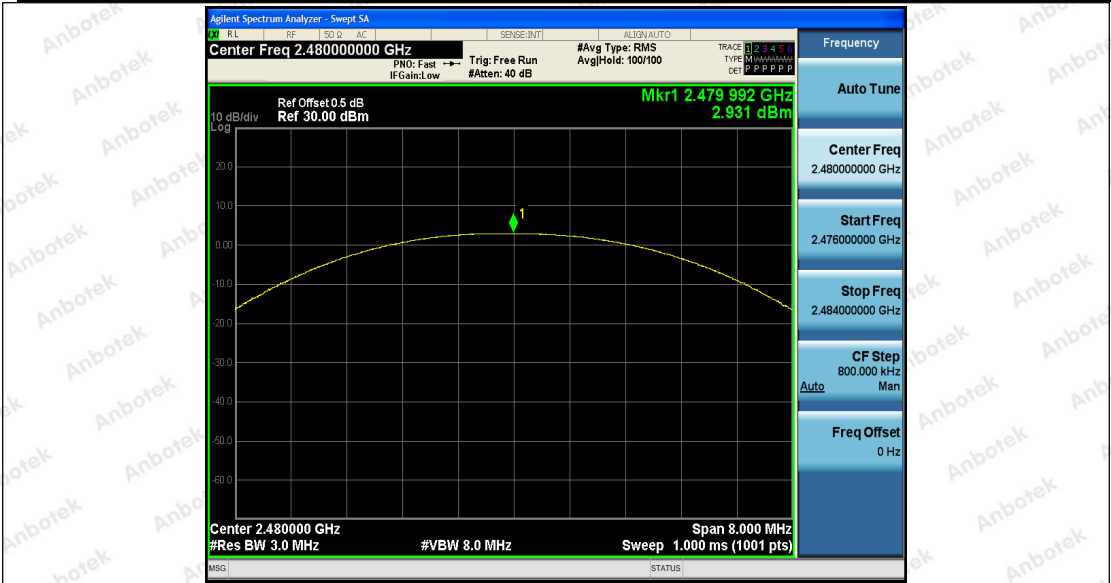 Agilent Spectrum Analyzer - Swept SA
RL RF 50 Ω AC SENSE:INT ALIGNAUTO
Center Freq 2.480000000 GHz
PNO: Fast
IFGain:Low
Trig: Free Run
#Atten: 40 dB
#Avg Type: RMS
Avg|Hold: 100/100
TRACE 1 2 3 4 5 6
TYPE M
DET P P P P P P
Mkr1 2.479 992 GHz
2.931 dBm
Ref Offset 0.5 dB
10 dB/div Ref 30.00 dBm
Log
20.0
10.0
0.00
-10.0
-20.0
-30.0
-40.0
-50.0
-60.0
1
Center 2.480000 GHz
Span 8.000 MHz
#Res BW 3.0 MHz
#VBW 8.0 MHz
Sweep 1.000 ms (1001 pts)
MSG
STATUS
Frequency
Auto Tune
Center Freq
2.480000000 GHz
Start Freq
2.476000000 GHz
Stop Freq
2.484000000 GHz
CF Step
800.000 kHz
Auto Man
Freq Offset
0 Hz
Anbotek